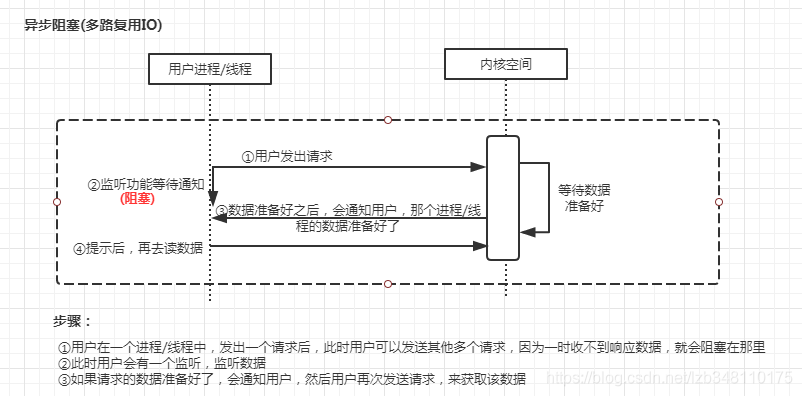 异步阻塞(多路复用IO)
用户进程/线程
内核空间
①用户发出请求
②监听功能等待通知
(阻塞)
等待数据
准备好
③数据准备好之后，会通知用户，那个进程/线
程的数据准备好了
④提示后，再去读数据
步骤：
①用户在一个进程/线程中，发出一个请求后，此时用户可以发送其他多个请求，因为一时收不到响应数据，就会阻塞在那里
②此时用户会有一个监听，监听数据
③如果请求的数据准备好了，会通知用户，然后用户再次发送请求，来获取该数据
https://blog.csdn.net/lzb348110175